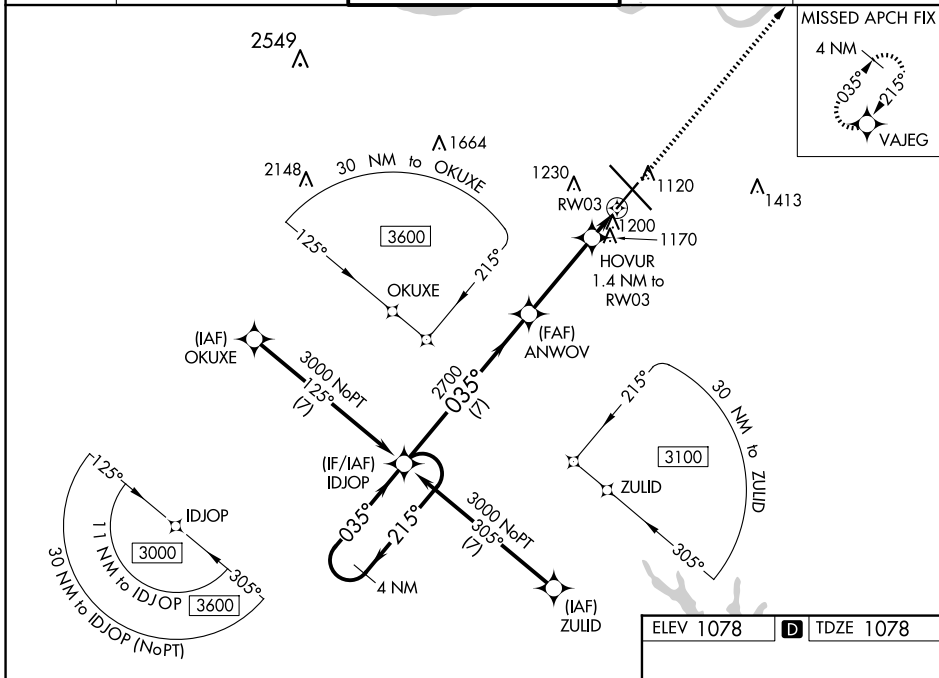 MISSED APCH FIX
4 NM
035°
215°
VAJEG
2549
1664
2148
30 NM to OKUXE
3600
125°
215°
OKUXE
1230
RW03
1120
1413
1200
1170
HOVUR
1.4 NM to
RW03
(FAF)
ANWOV
(IAF)
OKUXE
3000 NoPT
125°
(7)
2700
035°
(7)
(IF/IAF)
IDJOP
035°
215°
4 NM
3000 NoPT
305°
(7)
(IAF)
ZULID
215°
30 NM to ZULID
3100
ZULID
305°
125°
IDJOP
3000
305°
11 NM to IDJOP
3600
30 NM to IDJOP (NoPT)
ELEV 1078 D TDZE 1078